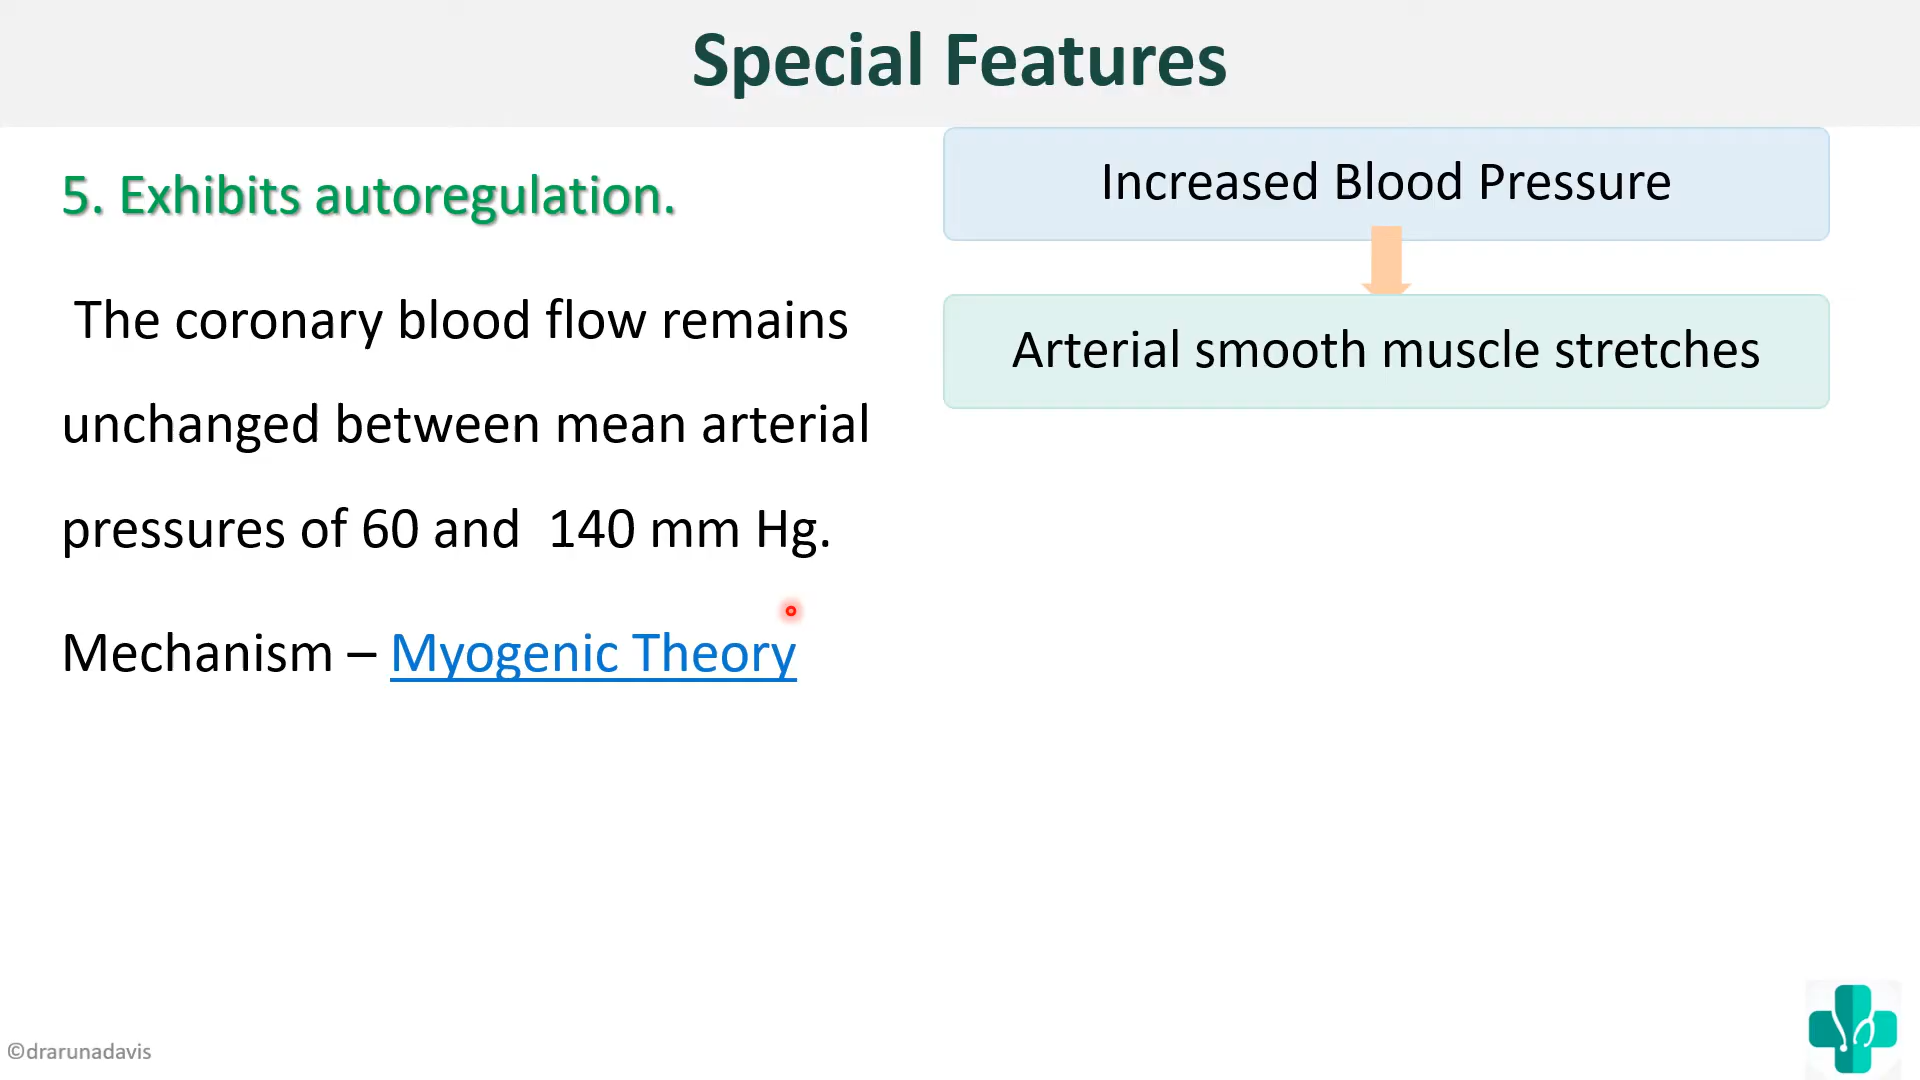 Special Features
5. Exhibits autoregulation.
The coronary blood flow remains
unchanged between mean arterial
pressures of 60 and 140 mm Hg.
Mechanism – Myogenic Theory
Increased Blood Pressure
Arterial smooth muscle stretches
©drarunadavis